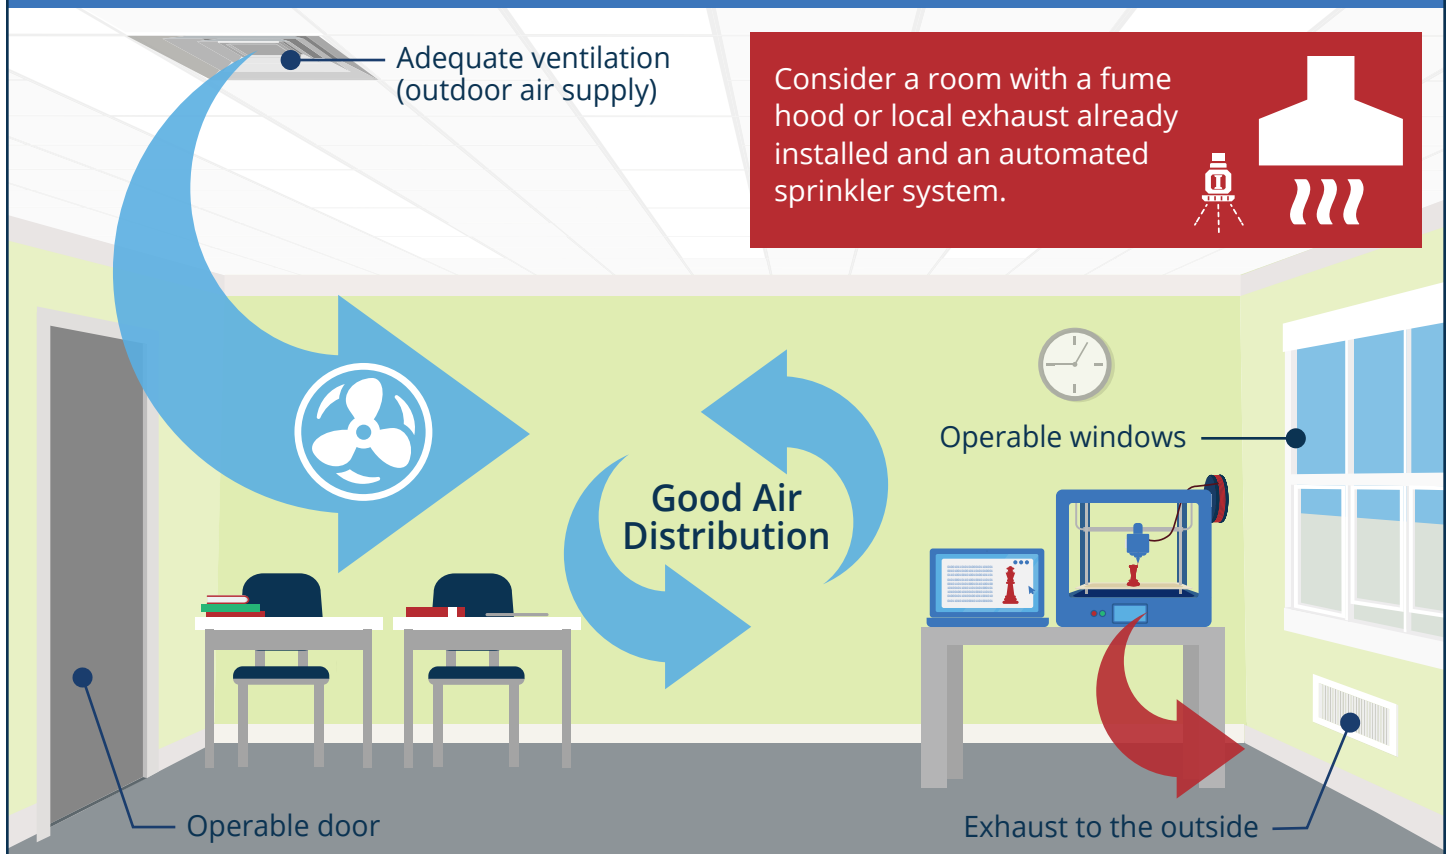 Adequate ventilation
(outdoor air supply)
Consider a room with a fume
hood or local exhaust already
installed and an automated
sprinkler system.
Operable windows
Good Air
Distribution
Operable door
Exhaust to the outside